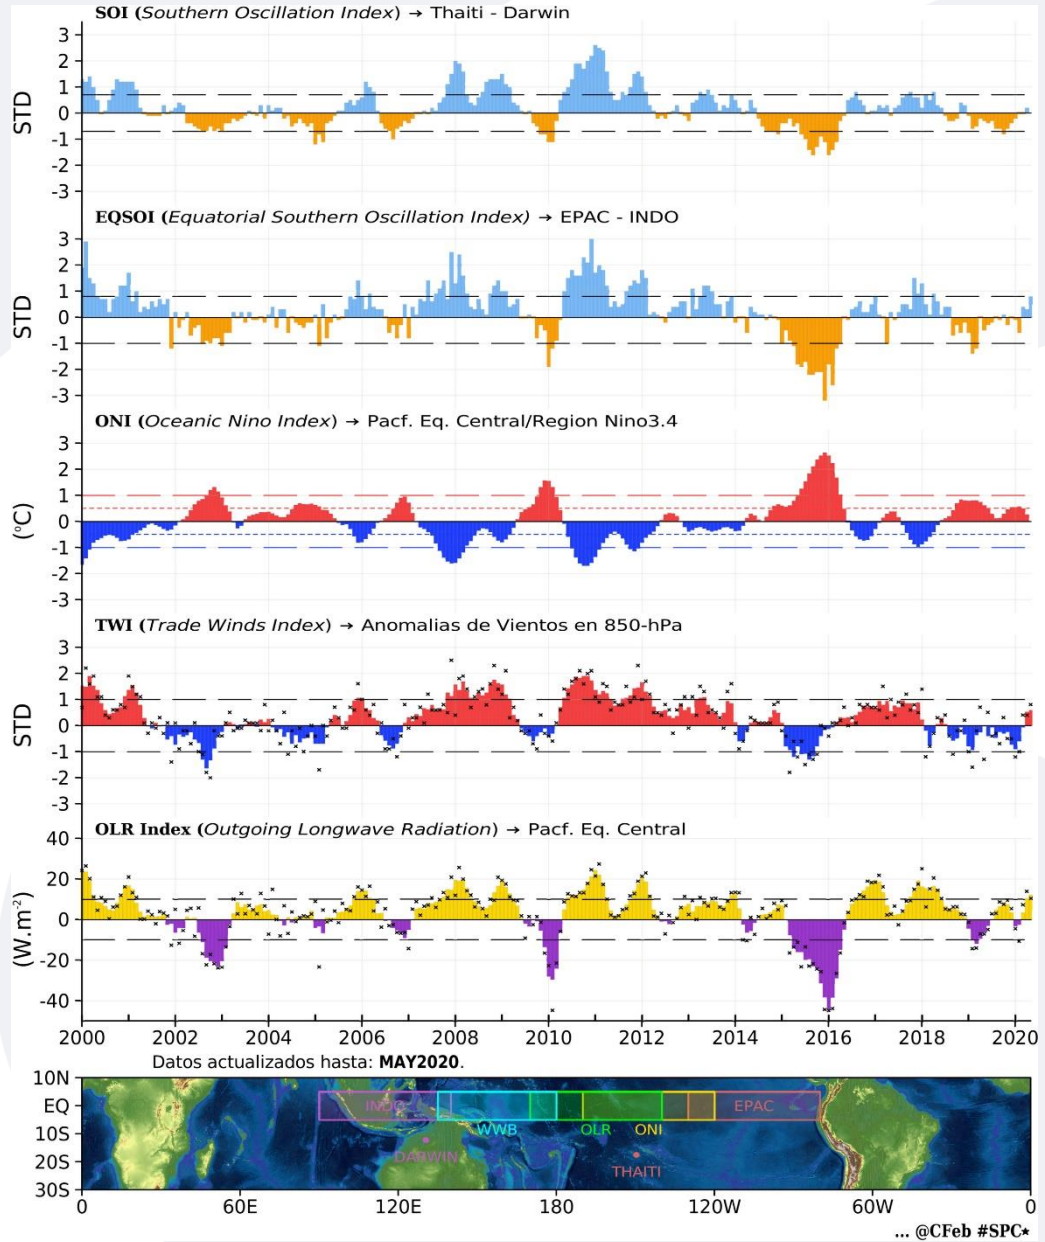 SOI (Southern Oscillation Index) → Thaiti - Darwin
3
2
1
0
-1
-2
-3
STD
EQSOI (Equatorial Southern Oscillation Index) → EPAC - INDO
3
2
1
0
-1
-2
-3
STD
ONI (Oceanic Nino Index) → Pacf. Eq. Central/Region Nino3.4
3
2
1
0
-1
-2
-3
(°C)
TWI (Trade Winds Index) → Anomalias de Vientos en 850-hPa
3
2
1
0
-1
-2
-3
STD
OLR Index (Outgoing Longwave Radiation) → Pacf. Eq. Central
40
20
0
-20
-40
(W.m⁻²)
2000 2002 2004 2006 2008 2010 2012 2014 2016 2018 2020
Datos actualizados hasta: MAY2020.
10N
EQ
10S
20S
30S
INDO
EPAC
WWB
OLR
ONI
DARWIN
THAITI
0 60E 120E 180 120W 60W 0
... @CFeb #SPC★